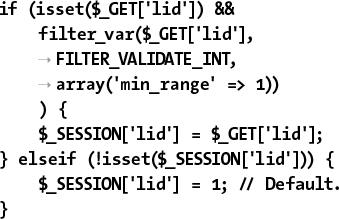 if (isset($_GET['lid']) &&
filter_var($_GET['lid'],
→ FILTER_VALIDATE_INT,
→ array('min_range' => 1))
) {
$_SESSION['lid'] = $_GET['lid'];
} elseif (!isset($_SESSION['lid'])) {
$_SESSION['lid'] = 1; // Default.
}